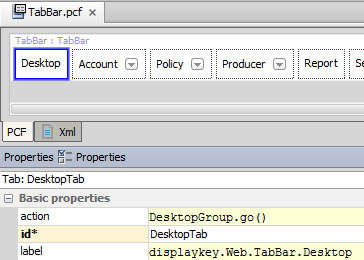 TabBar.pcf
TabBar : TabBar
Desktop Account Policy Producer Report
PCF Xml
Properties Properties
Tab: DesktopTab
Basic properties
action DesktopGroup.go()
id* DesktopTab
label displaykey.Web.TabBar.Desktop